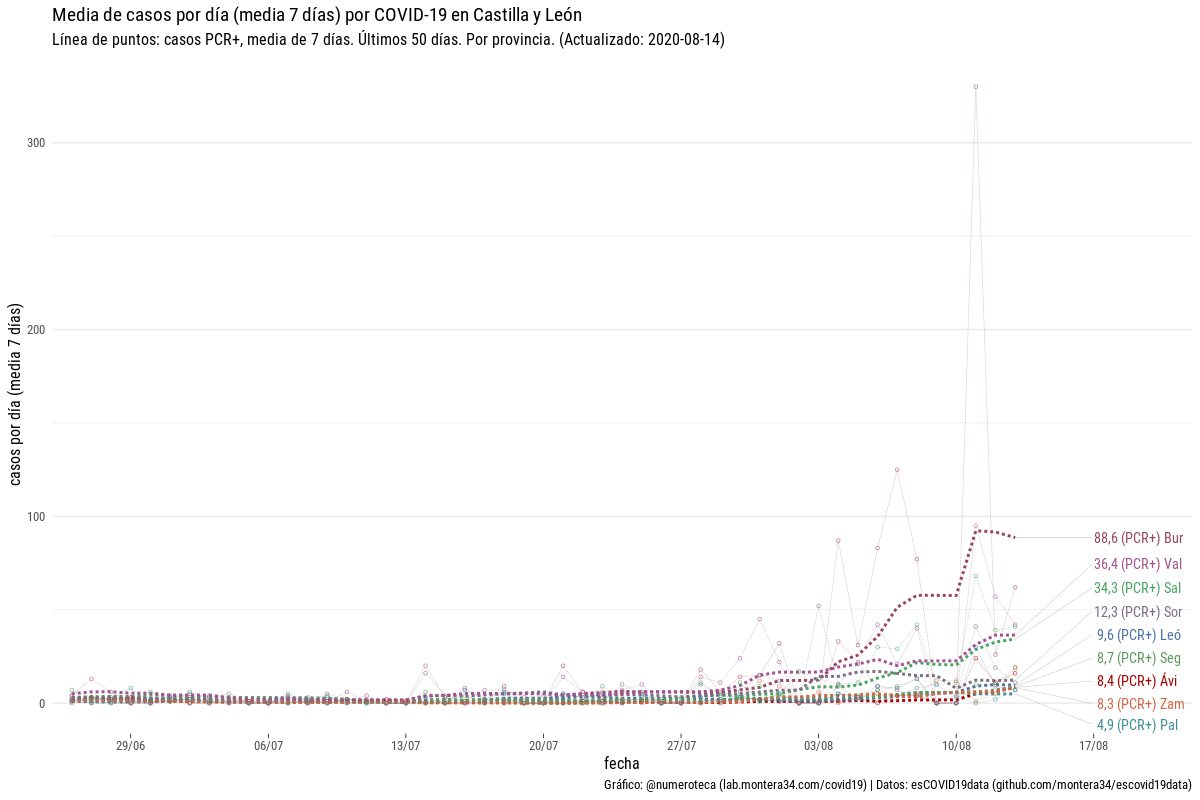 Media de casos por día (media 7 días) por COVID-19 en Castilla y León
Línea de puntos: casos PCR+, media de 7 días. Últimos 50 días. Por provincia. (Actualizado: 2020-08-14)
casos por día (media 7 días)
300
200
100
0
88,6 (PCR+) Bur
36,4 (PCR+) Val
34,3 (PCR+) Sal
12,3 (PCR+) Sor
9,6 (PCR+) Leó
8,7 (PCR+) Seg
8,4 (PCR+) Ávi
8,3 (PCR+) Zam
4,9 (PCR+) Pal
29/06
06/07
13/07
20/07
27/07
03/08
10/08
17/08
fecha
Gráfico: @numeroteca (lab.montera34.com/covid19) | Datos: esCOVID19data (github.com/montera34/escovid19data)